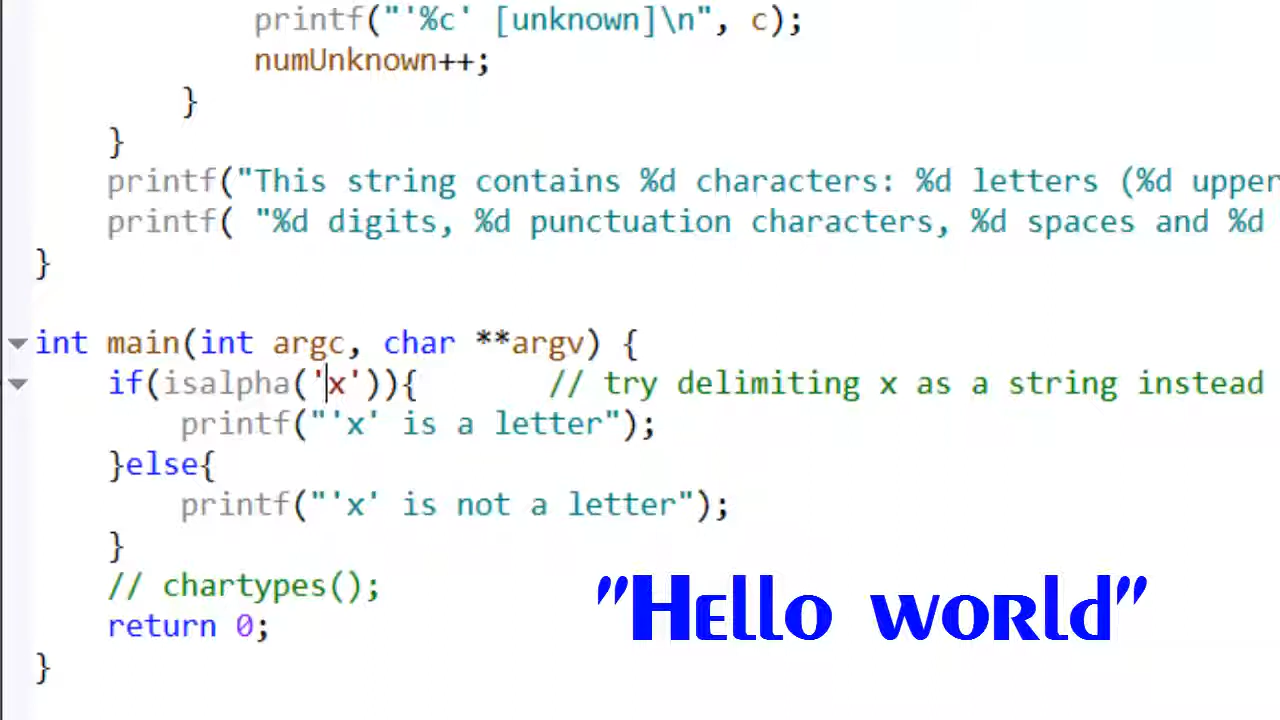 printf("'%c' [unknown]\n", c);
numUnknown++;
}
}
printf("This string contains %d characters: %d letters (%d upper
printf( "%d digits, %d punctuation characters, %d spaces and %d
}
int main(int argc, char **argv) {
if(isalpha('x')){ // try delimiting x as a string instead
printf("'x' is a letter");
}else{
printf("'x' is not a letter");
}
// chartypes();
return 0;
}
"Hello world"